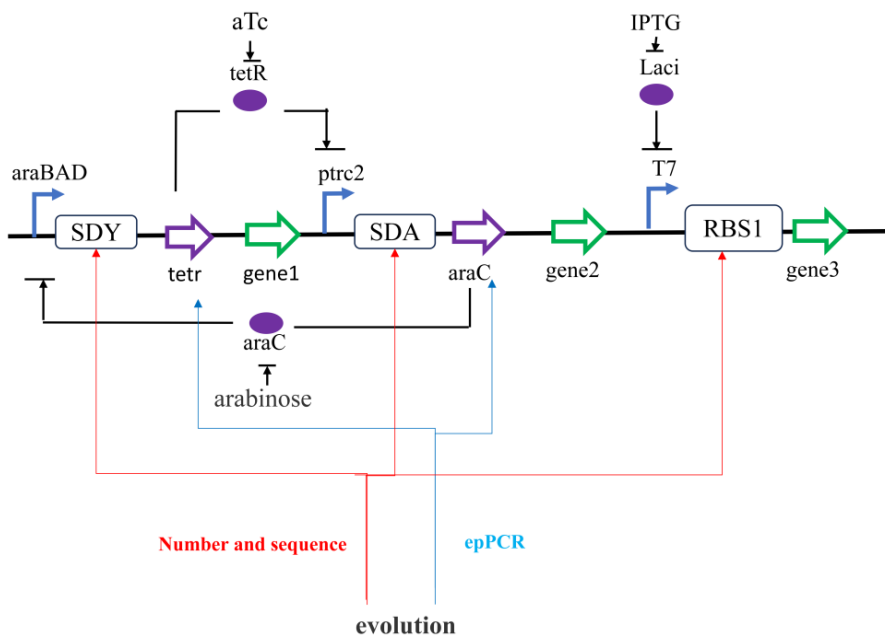 aTc
IPTG
tetR
Laci
araBAD
ptrc2
T7
SDY
SDA
RBS1
tetr
gene1
araC
gene2
gene3
araC
arabinose
Number and sequence
epPCR
evolution